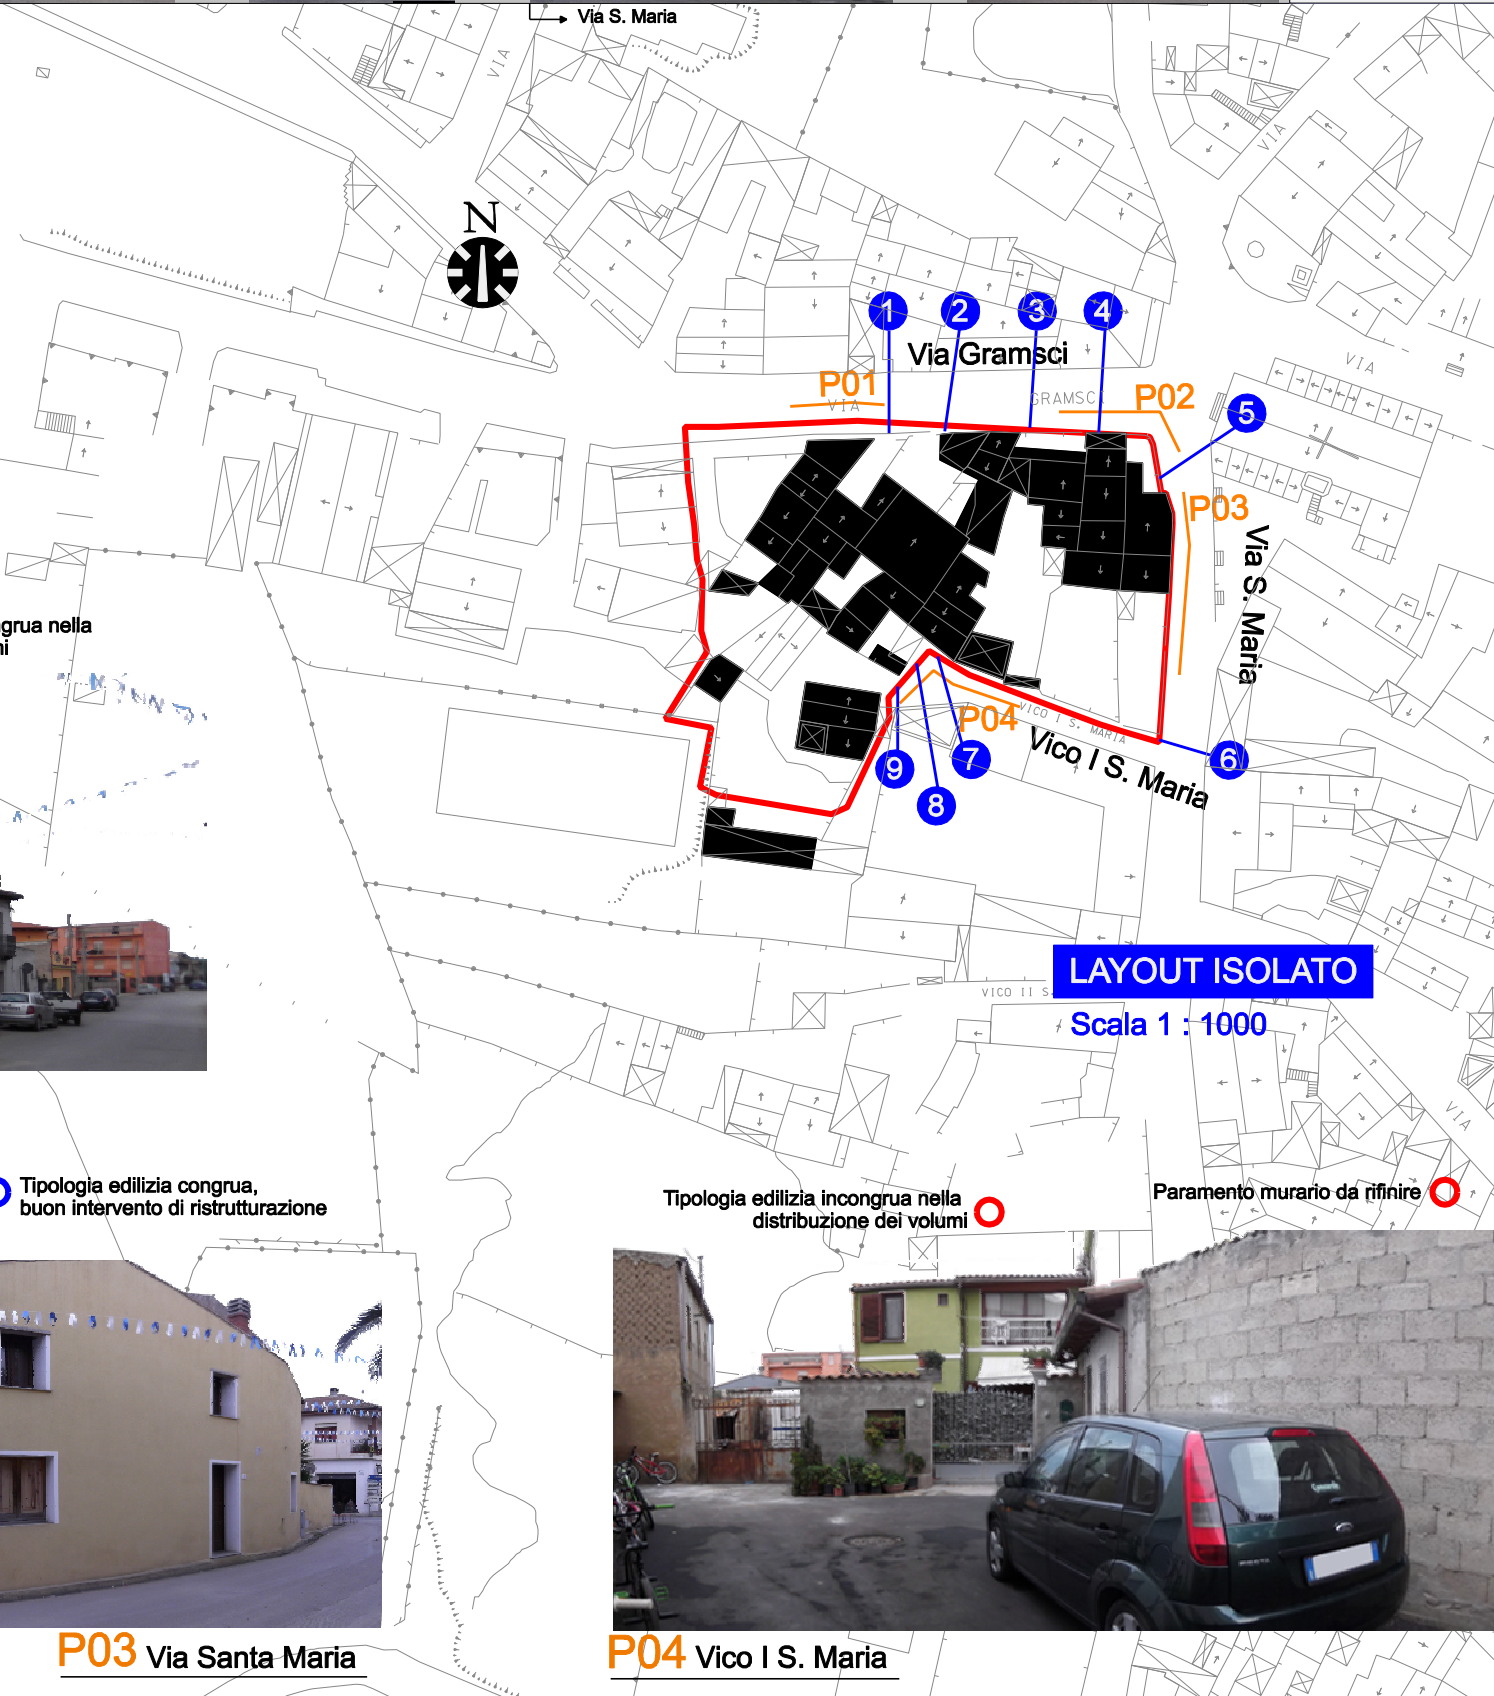 Via S. Maria
VIA
VIA
N
1
2
3
4
Via Gramsci
VIA
P01
VIA
GRAMSCI
P02
5
P03
Via S. Maria
grua nella
ni
P04
VICO I S. MARIA
Vico I S. Maria
9
7
6
8
LAYOUT ISOLATO
VICO II S.
Scala 1 : 1000
VIA
Tipologia edilizia congrua,
buon intervento di ristrutturazione
Tipologia edilizia incongrua nella
distribuzione dei volumi
Paramento murario da rifinire
P03 Via Santa Maria
P04 Vico I S. Maria